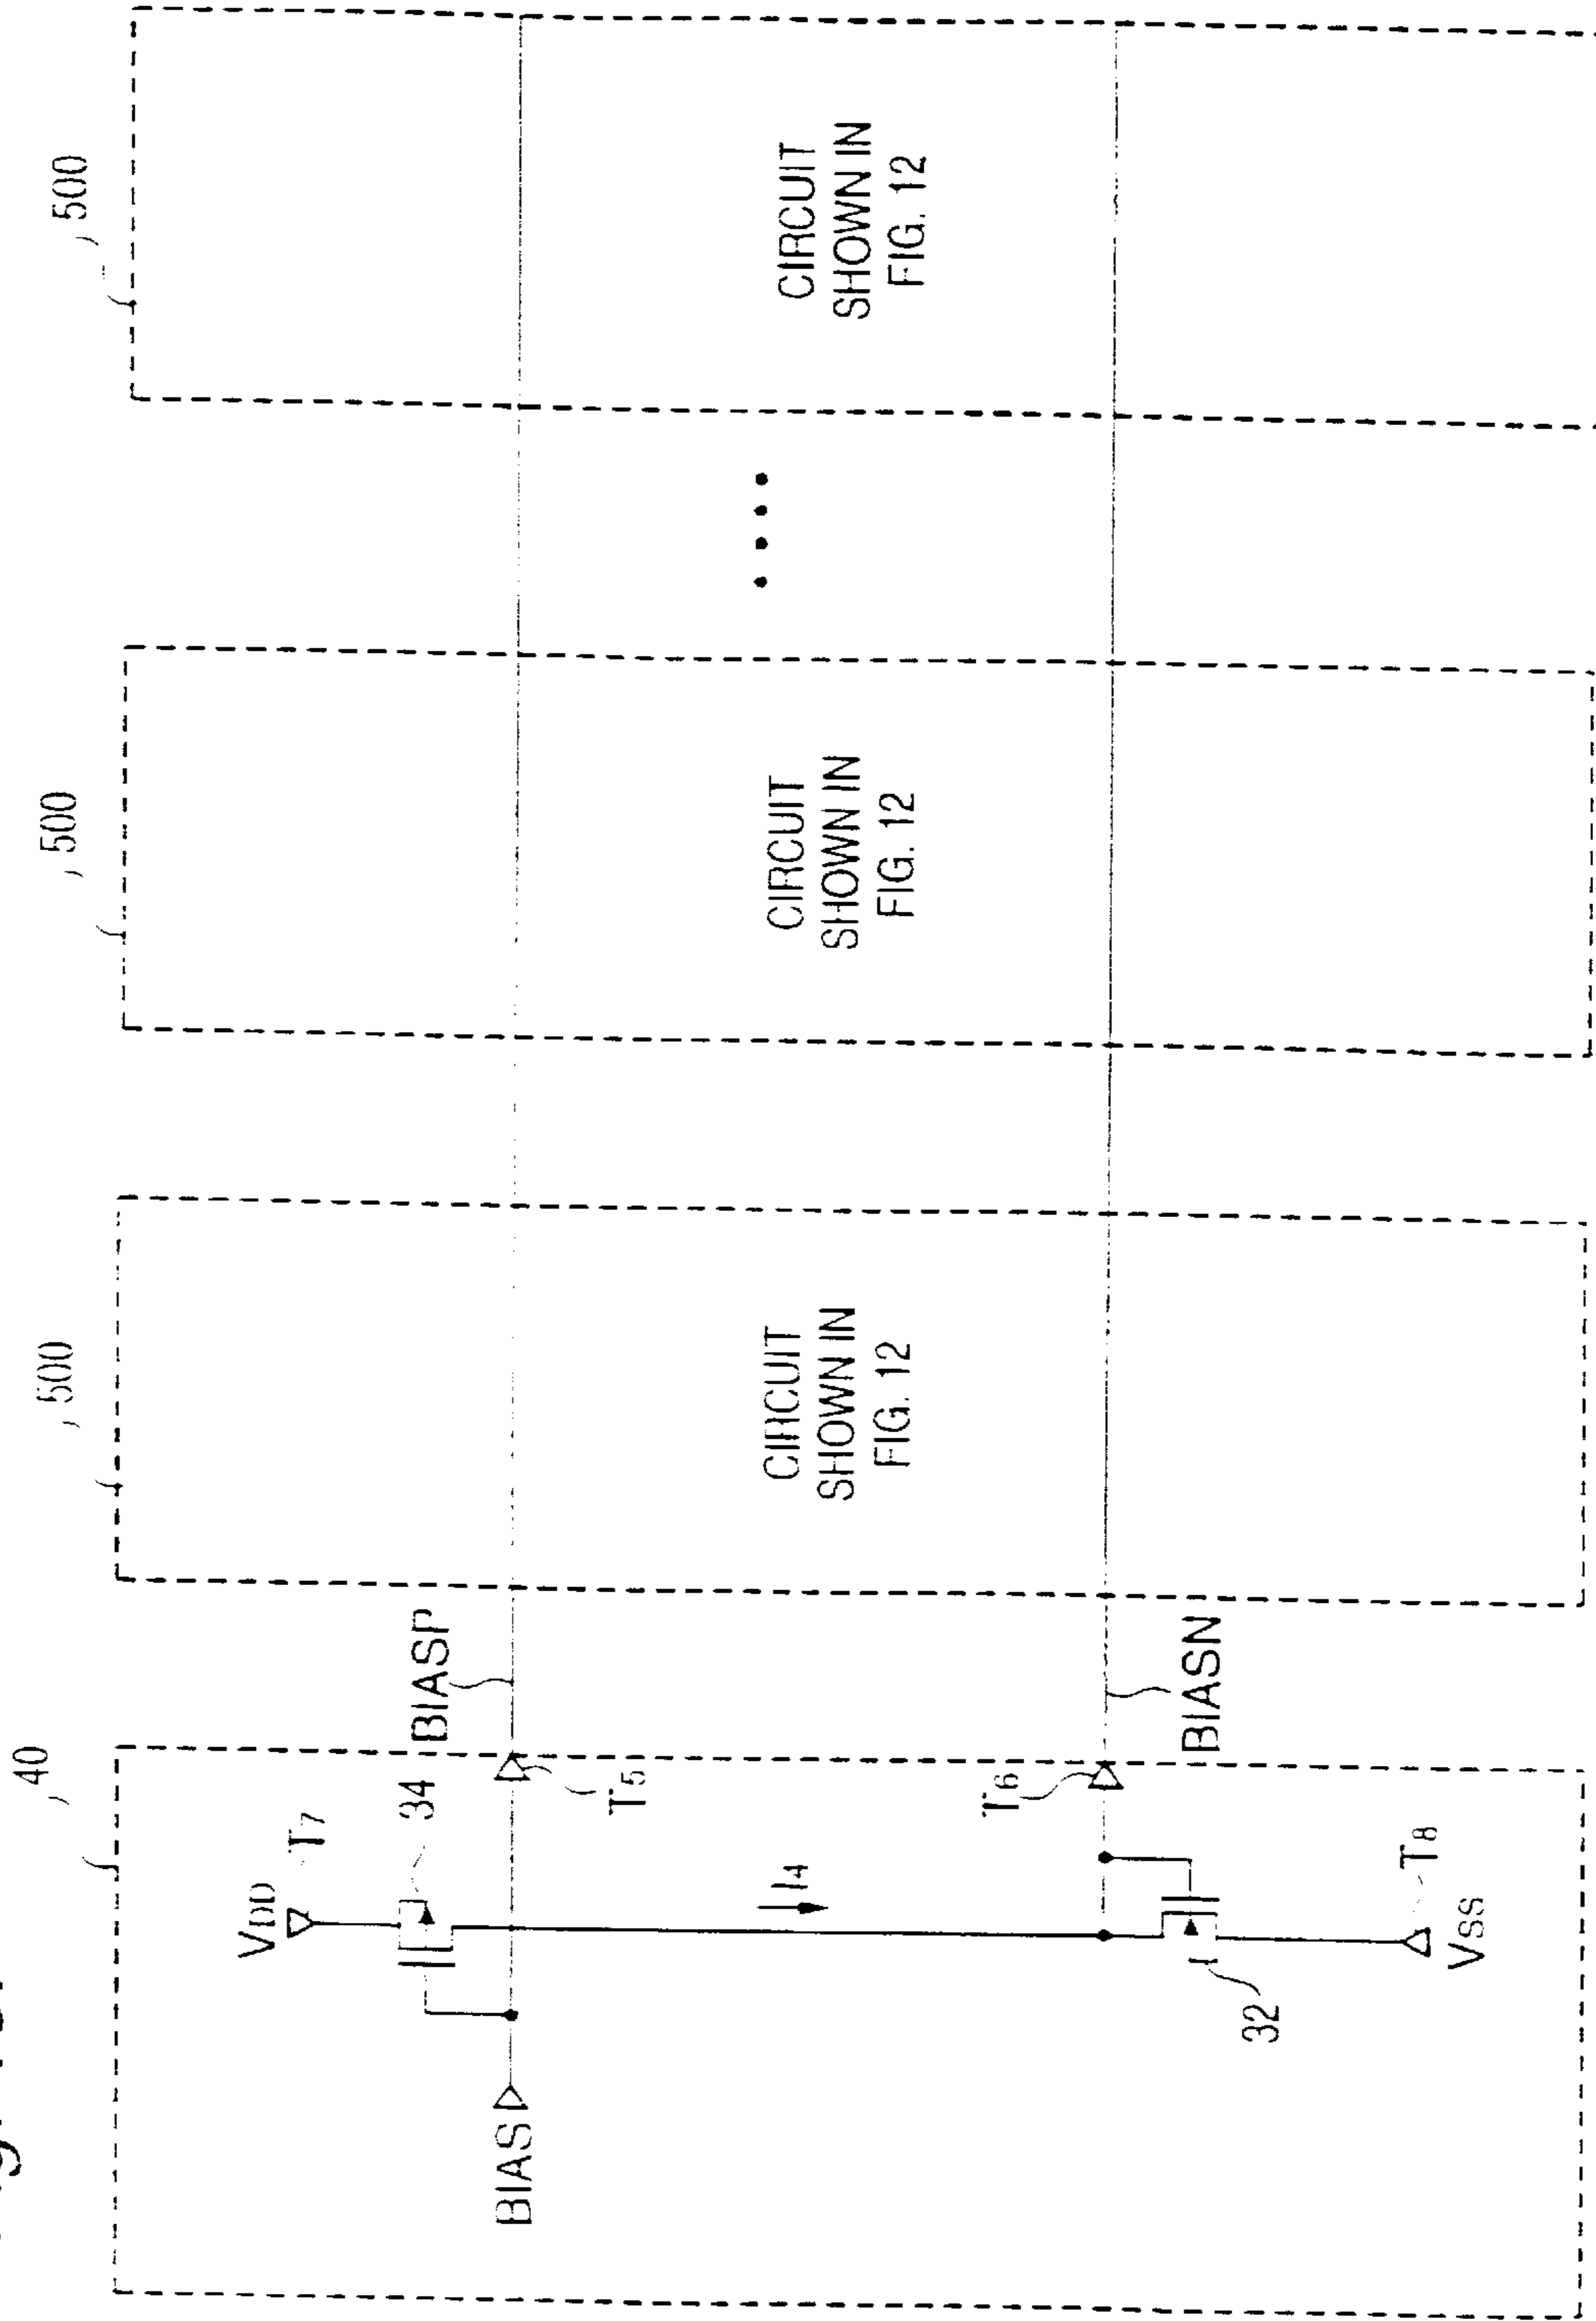 40
500
500
500
VDD
T7
34
BIASP
BIAS
T5
I4
CIRCUIT
SHOWN IN
FIG. 12
CIRCUIT
SHOWN IN
FIG. 12
CIRCUIT
SHOWN IN
FIG. 12
T6
BIASN
32
T8
VSS